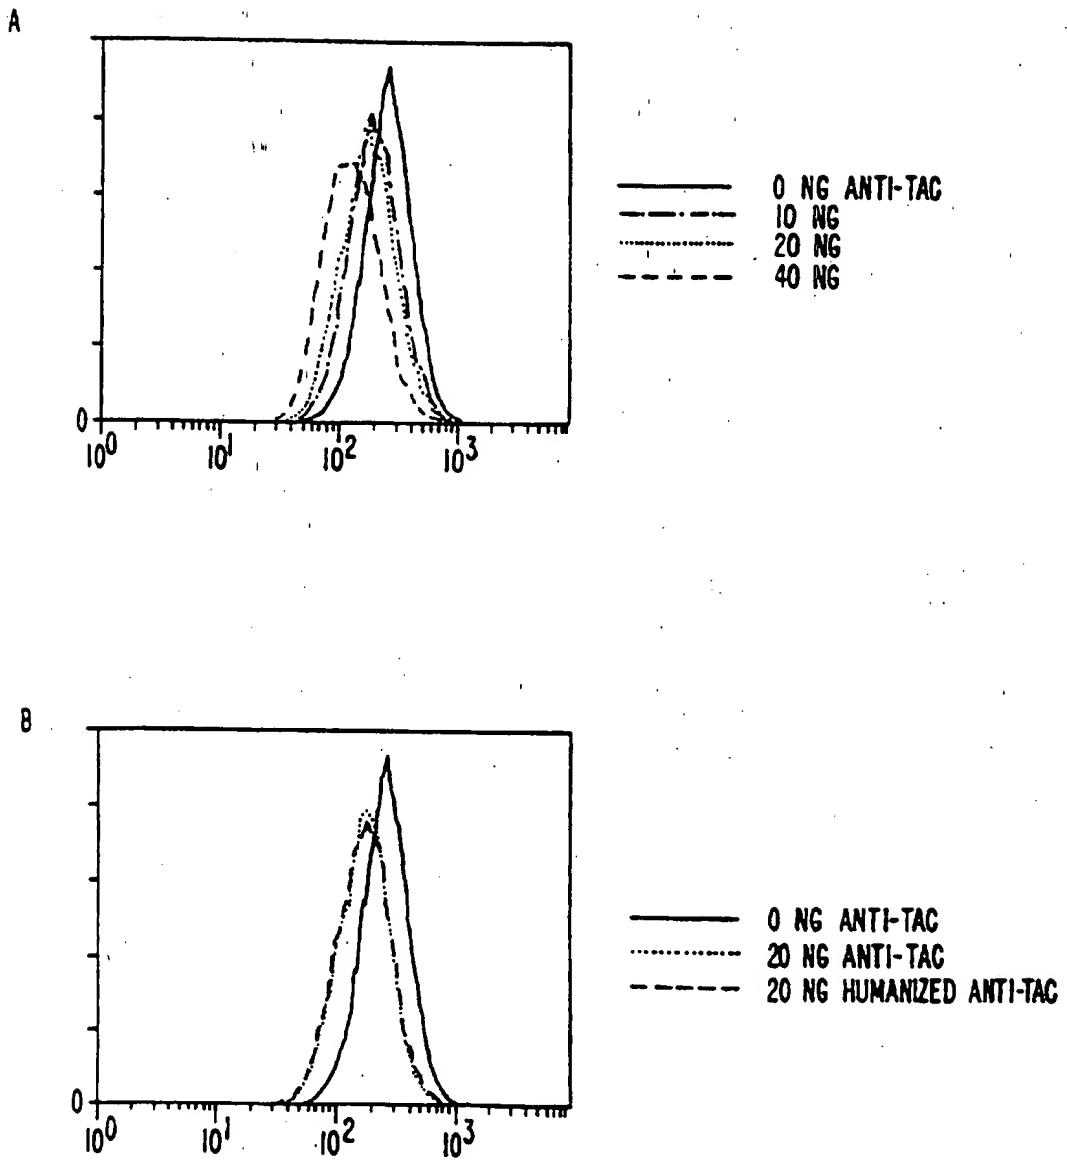 A
0 NG ANTI-TAC
10 NG
20 NG
40 NG
0
10⁰ 10¹ 10² 10³
B
0 NG ANTI-TAC
20 NG ANTI-TAC
20 NG HUMANIZED ANTI-TAC
0
10⁰ 10¹ 10² 10³